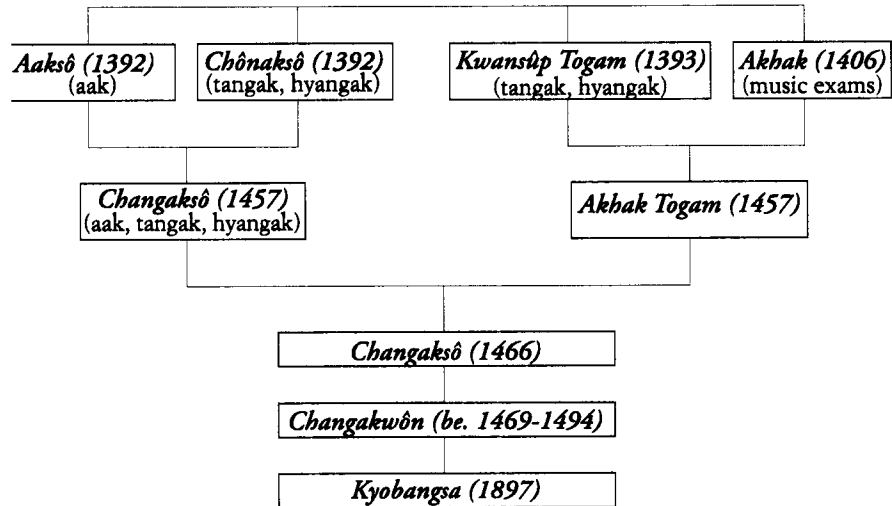 Aaksô (1392)
(aak)
Chônaksô (1392)
(tangak, hyangak)
Kwansûp Togam (1393)
(tangak, hyangak)
Akhak (1406)
(music exams)
Changaksô (1457)
(aak, tangak, hyangak)
Akhak Togam (1457)
Changaksô (1466)
Changakwôn (be. 1469-1494)
Kyobangsa (1897)